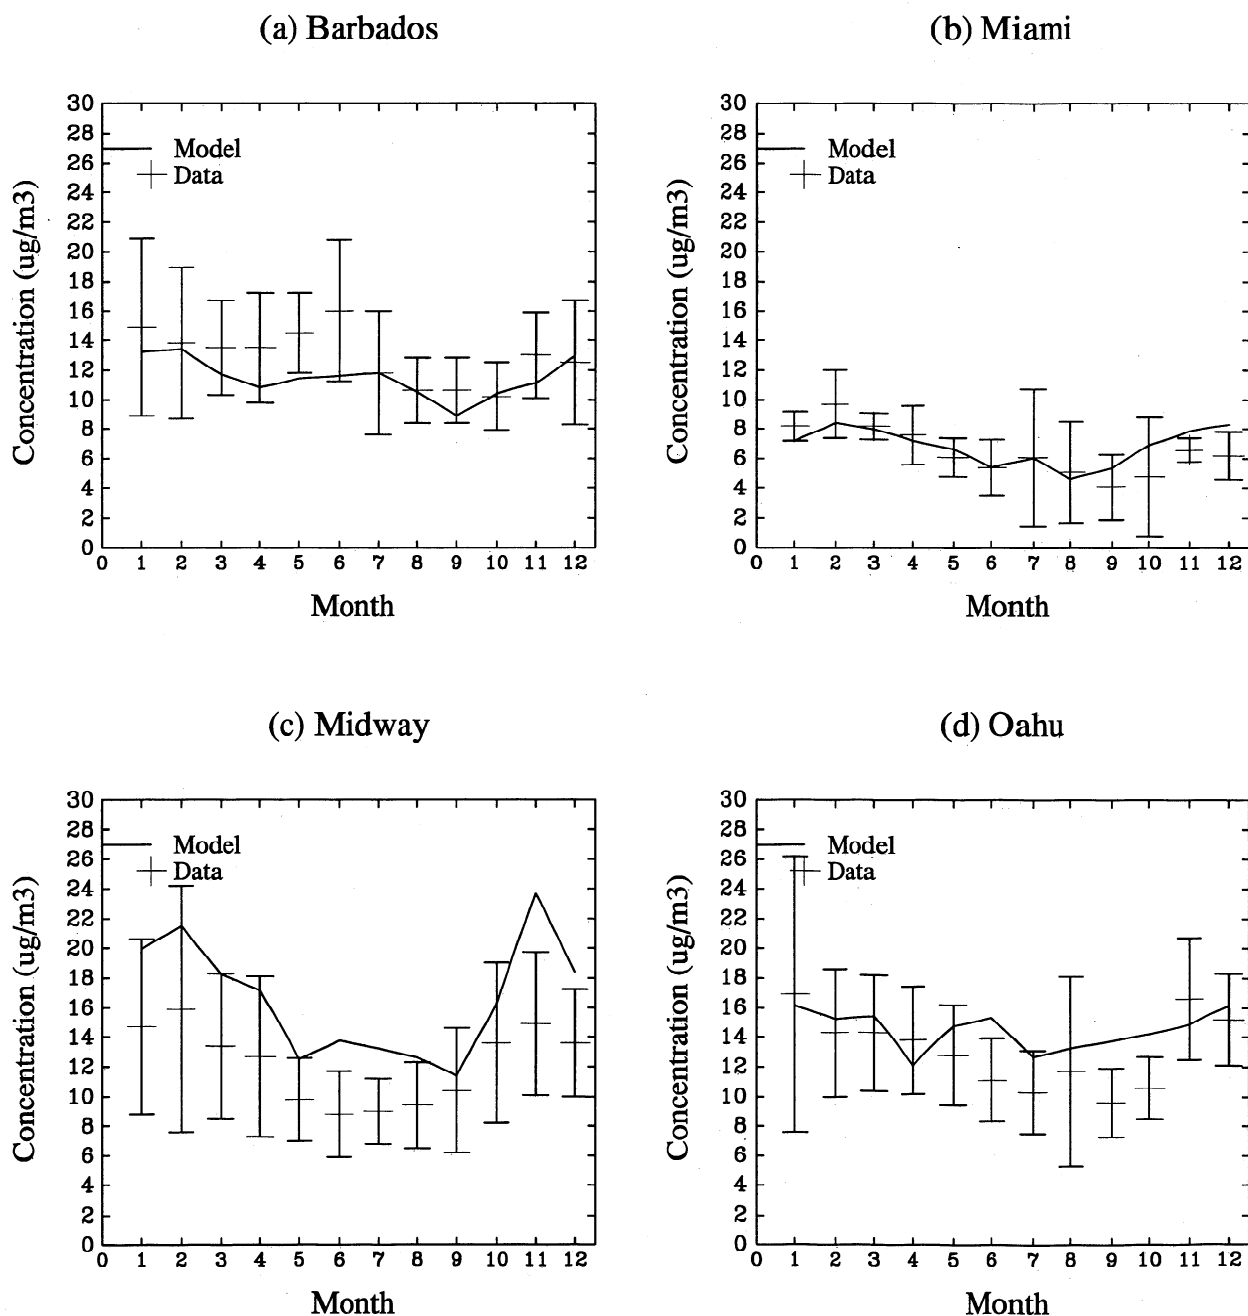 (a) Barbados
30
28
26
24
22
20
18
16
14
12
10
8
6
4
2
0
Concentration (ug/m3)
Model
Data
0 1 2 3 4 5 6 7 8 9 10 11 12
Month
(b) Miami
30
28
26
24
22
20
18
16
14
12
10
8
6
4
2
0
Concentration (ug/m3)
Model
Data
0 1 2 3 4 5 6 7 8 9 10 11 12
Month
(c) Midway
30
28
26
24
22
20
18
16
14
12
10
8
6
4
2
0
Concentration (ug/m3)
Model
Data
0 1 2 3 4 5 6 7 8 9 10 11 12
Month
(d) Oahu
30
28
26
24
22
20
18
16
14
12
10
8
6
4
2
0
Concentration (ug/m3)
Model
Data
0 1 2 3 4 5 6 7 8 9 10 11 12
Month